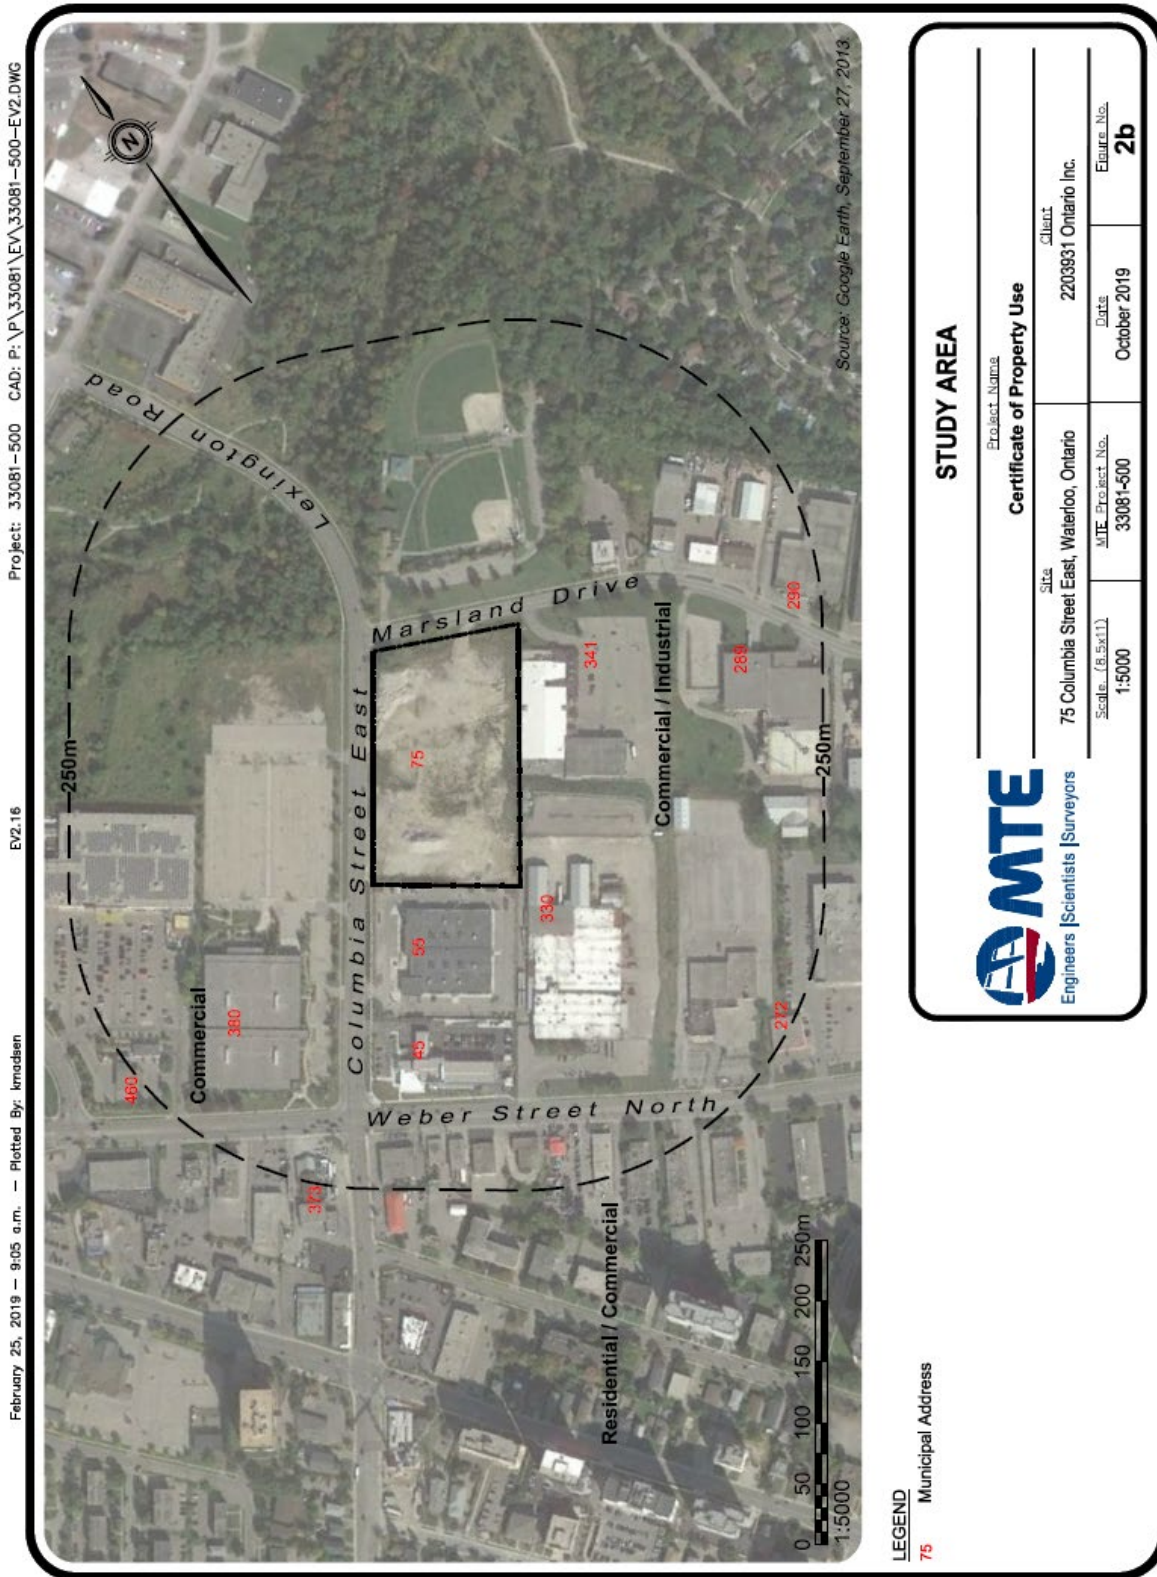 February 25, 2019 — 9:05 a.m. — Plotted By: kmadsen
EV2.16
Project: 33081-500 CAD: P:\P\33081\EV\33081-500-EV2.DWG
N
Lexington Road
250m
460
Commercial
380
373
Columbia Street East
75
55
45
Marsland Drive
Weber Street North
330
341
Commercial / Industrial
289
290
272
250m
Residential / Commercial
0 50 100 150 200 250m
1:5000
Source: Google Earth, September 27, 2013.
LEGEND
75 Municipal Address
MTE
Engineers | Scientists | Surveyors
STUDY AREA
Project Name
Certificate of Property Use
Site
75 Columbia Street East, Waterloo, Ontario
Client
2203931 Ontario Inc.
Scale (8.5x11)
1:5000
MTE Project No.
33081-500
Date
October 2019
Figure No.
2b